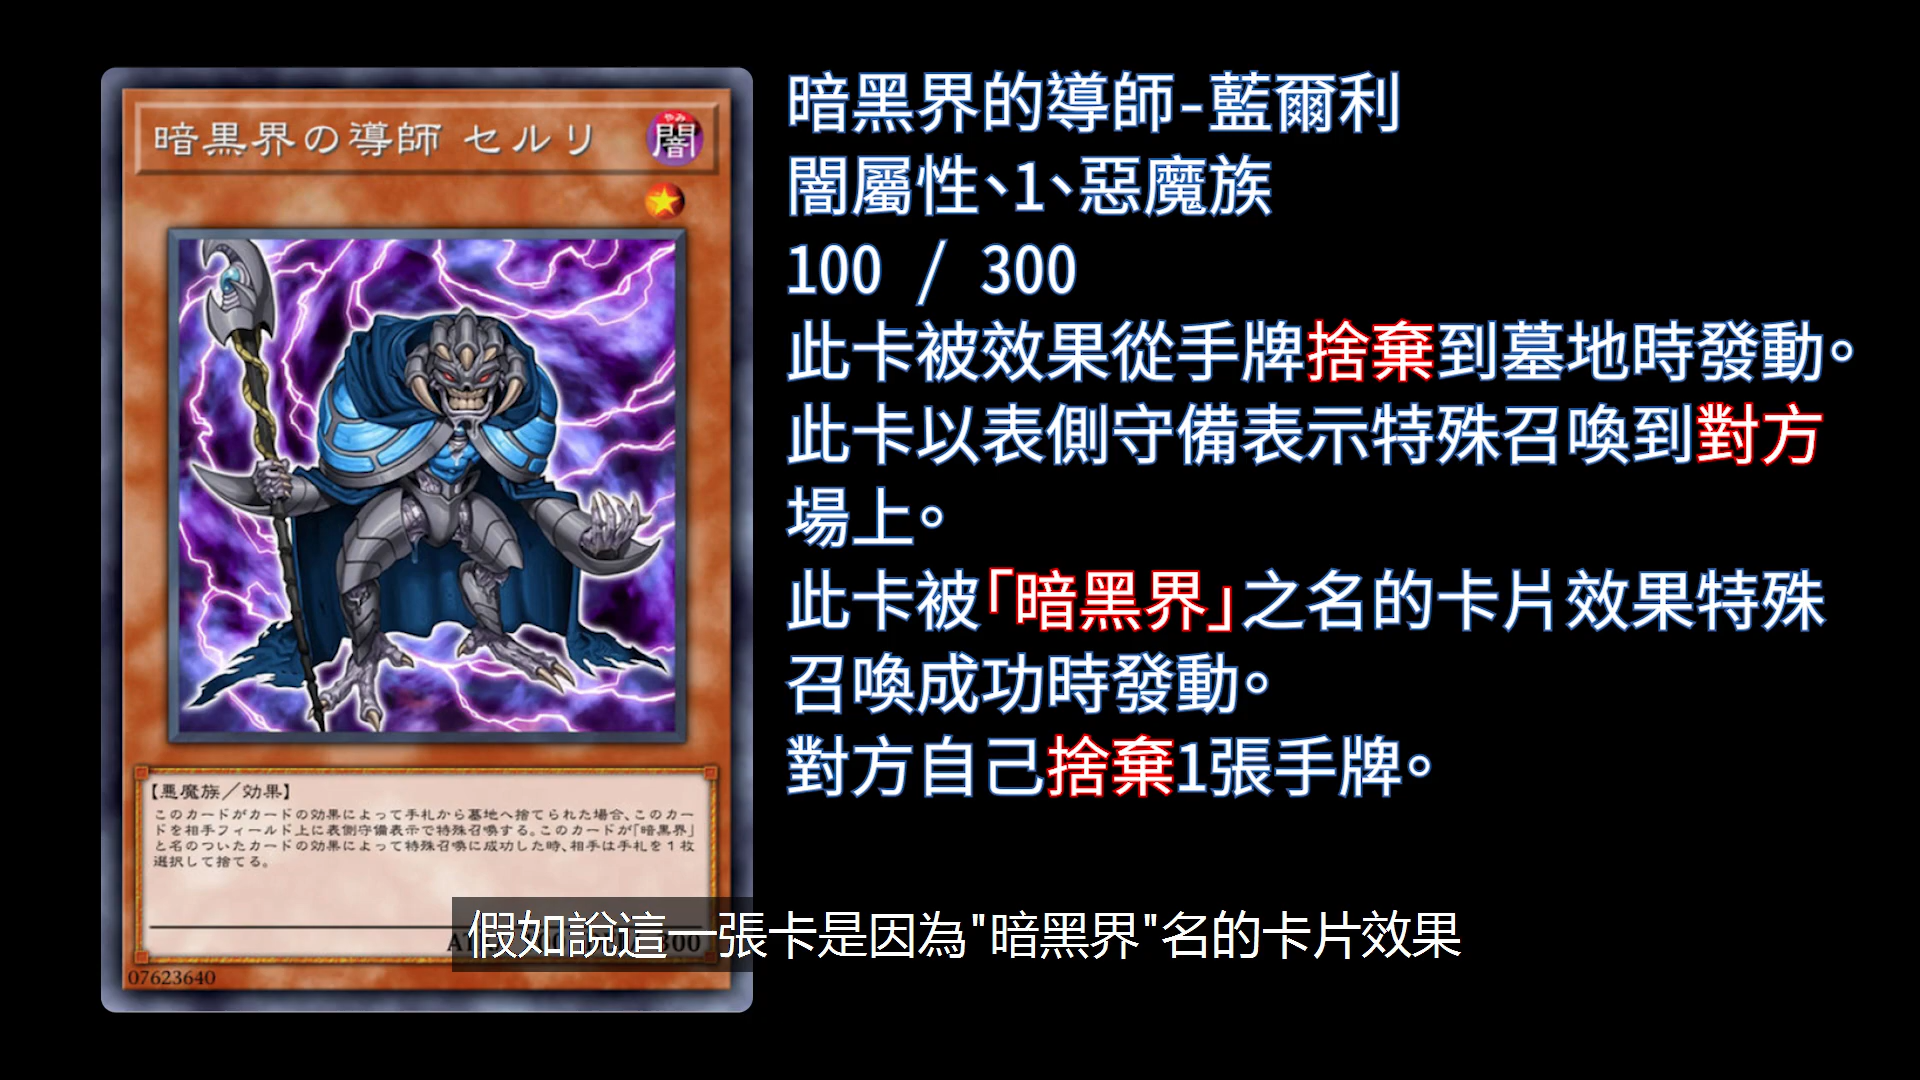 暗黒界の導師 セルリ
やみ
闇
【悪魔族／効果】
このカードがカードの効果によって手札から墓地へ捨てられた場合、このカー
ドを相手フィールド上に表側守備表示で特殊召喚する。このカードが「暗黒界」
と名のついたカードの効果によって特殊召喚に成功した時、相手は手札を１枚
選択して捨てる。
07623640
暗黑界的導師-藍爾利
闇屬性、1、惡魔族
100 / 300
此卡被效果從手牌捨棄到墓地時發動。
此卡以表側守備表示特殊召喚到對方
場上。
此卡被「暗黑界」之名的卡片效果特殊
召喚成功時發動。
對方自己捨棄1張手牌。
假如說這一張卡是因為"暗黑界"名的卡片效果